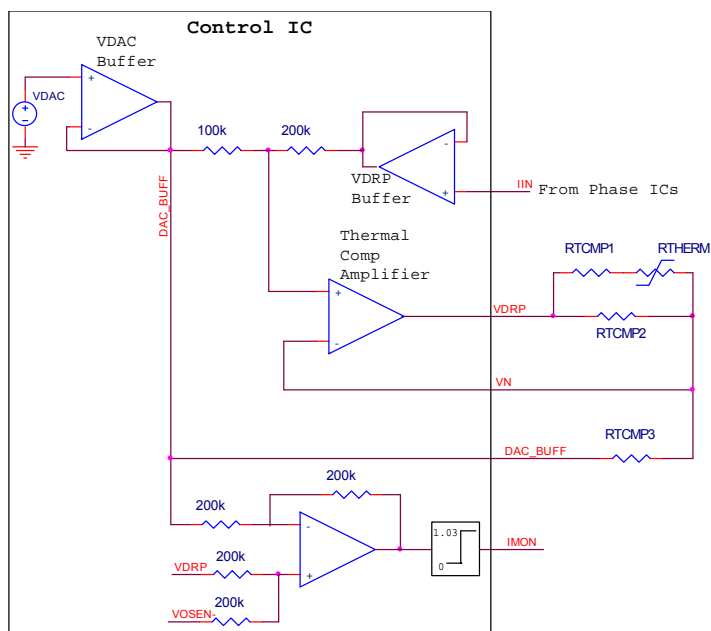 Control IC
VDAC
Buffer
+
-
VDAC
+
-
100k
200k
-
+
VDRP
Buffer
IIN
From Phase ICs
DAC_BUFF
Thermal
Comp
Amplifier
+
-
VDRP
RTCMP1
RTHERM
RTCMP2
VN
RTCMP3
DAC_BUFF
200k
200k
-
+
1.03
0
IMON
VDRP
200k
VOSEN-
200k